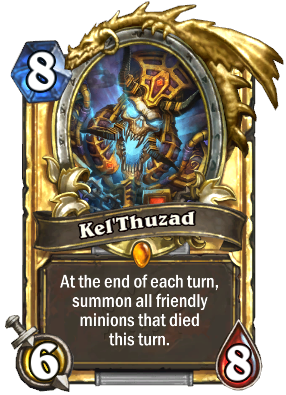 8
Kel'Thuzad
At the end of each turn,
summon all friendly
minions that died
this turn.
6
8